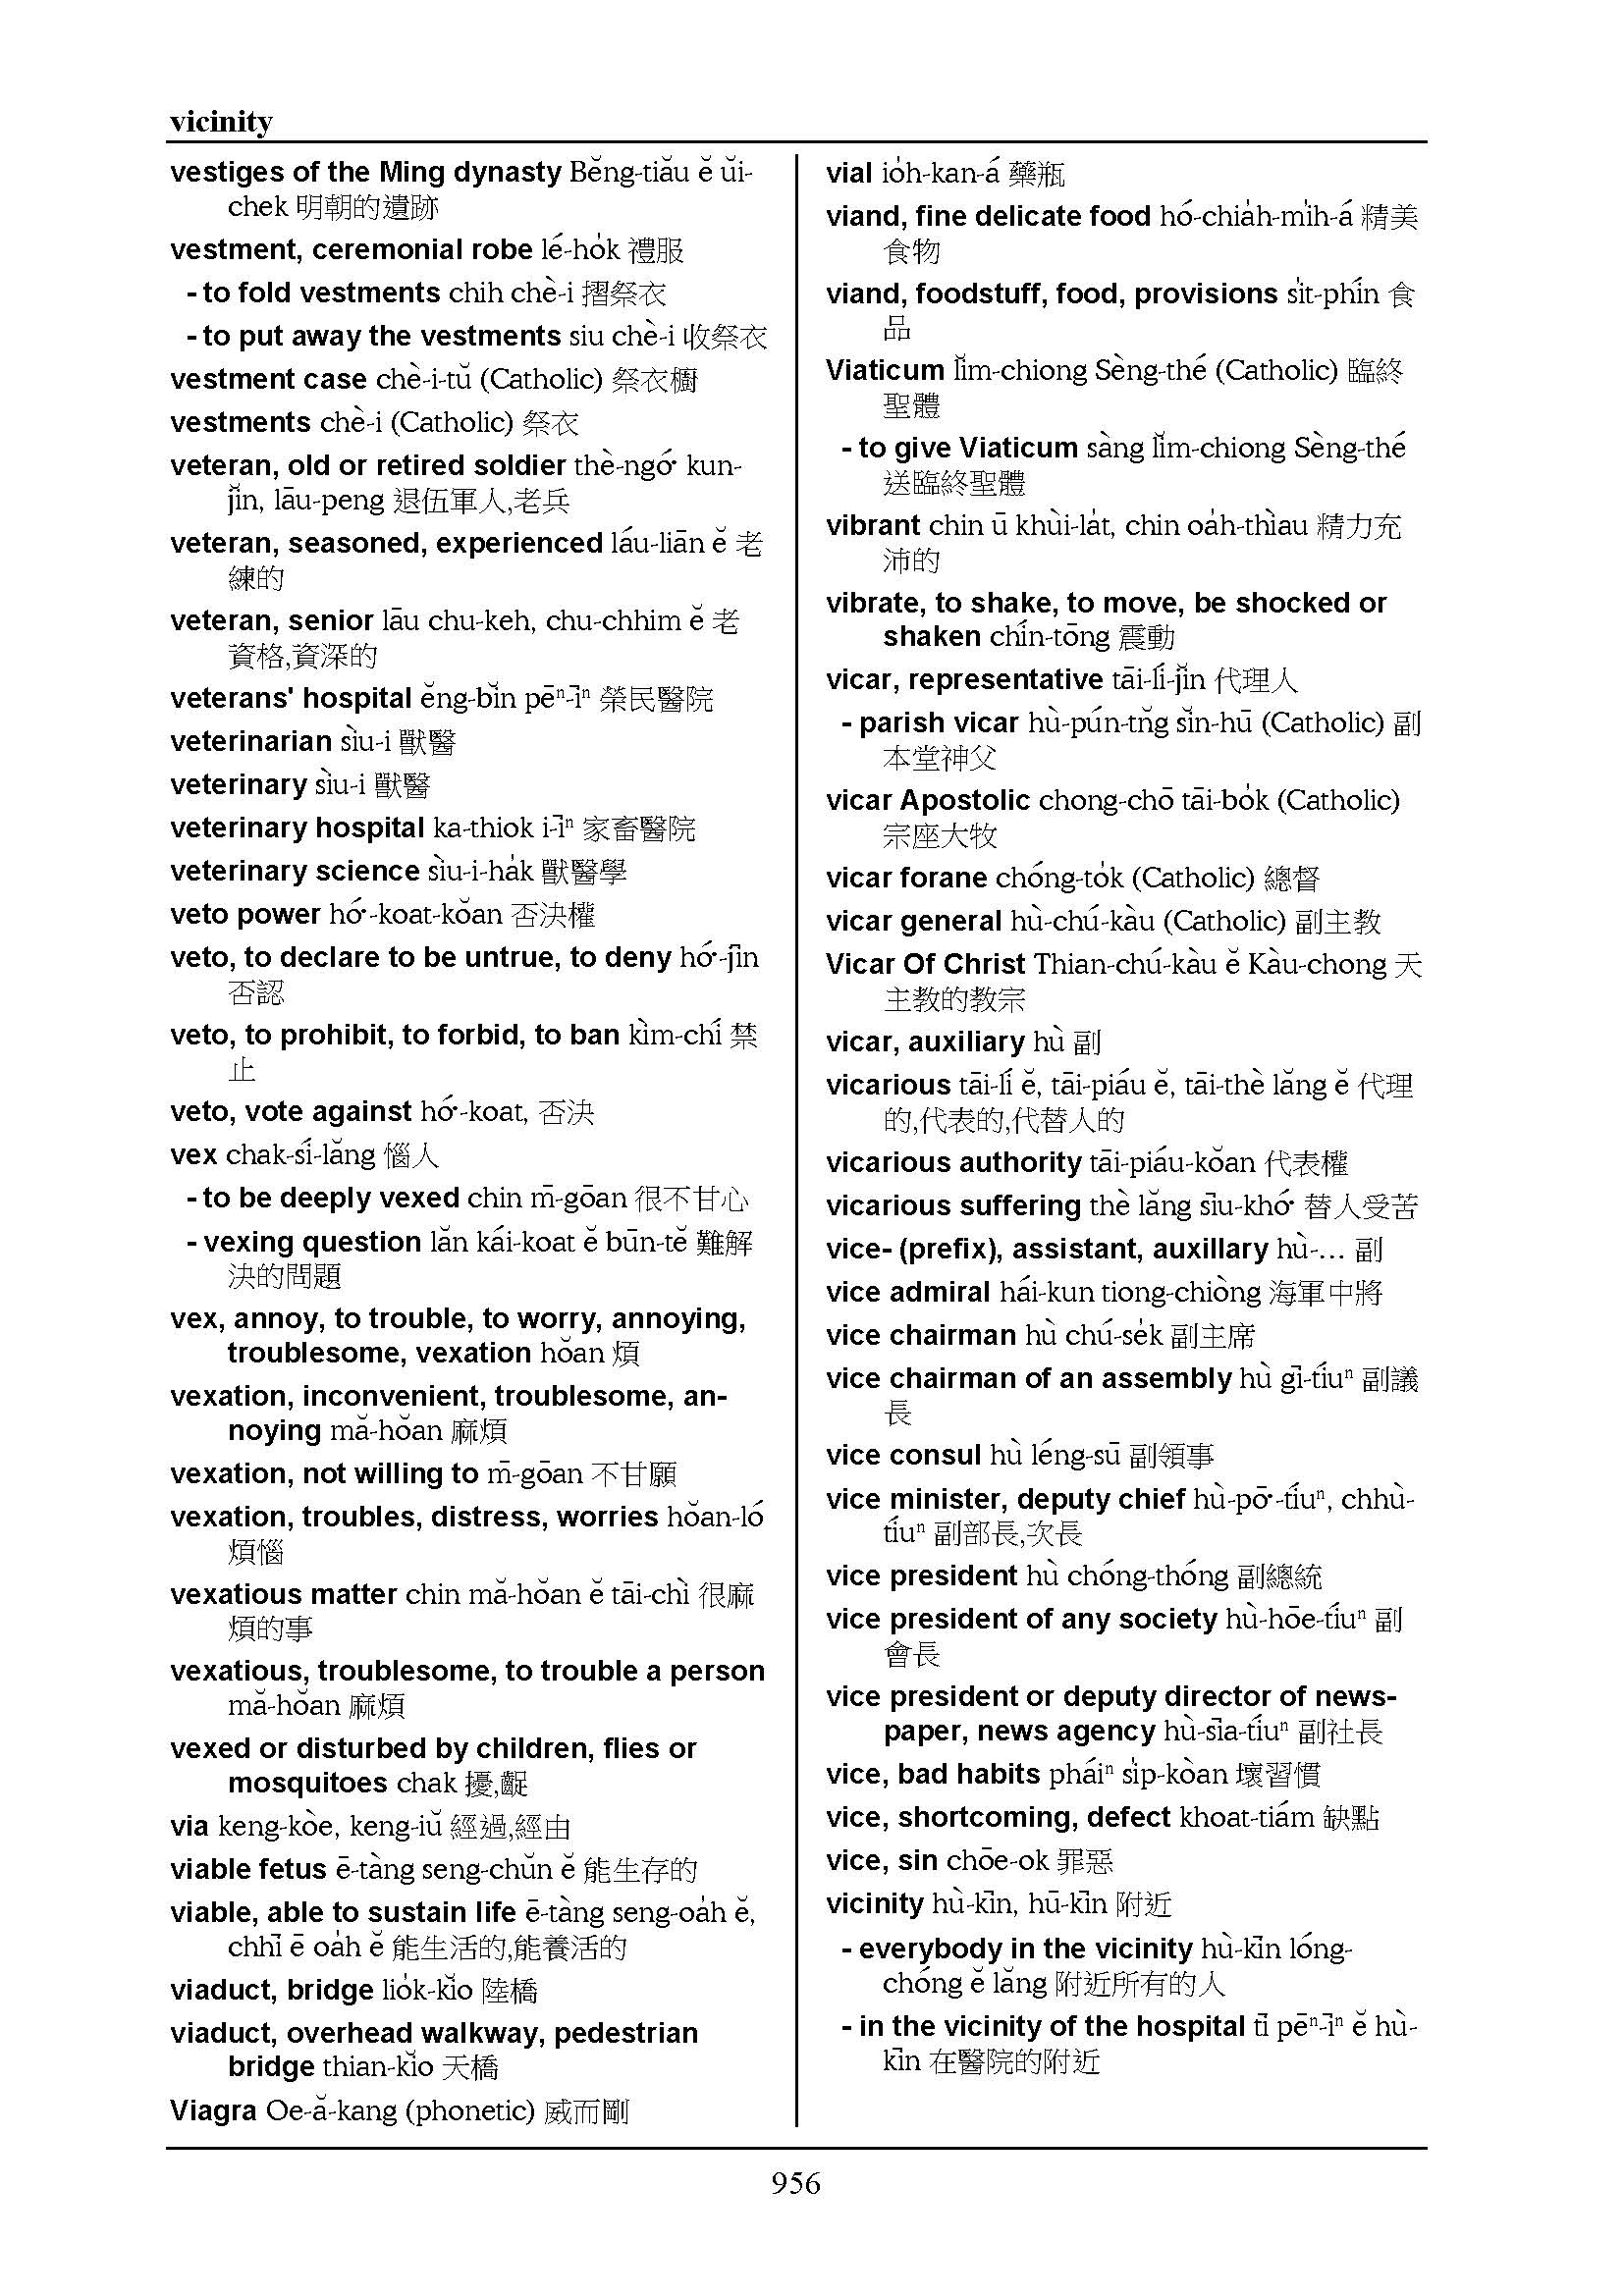 vicinity
vestiges of the Ming dynasty Bĕng-tiău ĕ ŭi-
chek 明朝的遺跡
vestment, ceremonial robe lé-ho̍k 禮服
- to fold vestments chih chè-i 摺祭衣
- to put away the vestments siu chè-i 收祭衣
vestment case chè-i-tŭ (Catholic) 祭衣櫥
vestments chè-i (Catholic) 祭衣
veteran, old or retired soldier thè-ngó͘ kun-
jĭn, lāu-peng 退伍軍人,老兵
veteran, seasoned, experienced láu-liān ĕ 老
練的
veteran, senior lāu chu-keh, chu-chhim ĕ 老
資格,資深的
veterans' hospital ĕng-bĭn pēⁿ-īⁿ 榮民醫院
veterinarian sìu-i 獸醫
veterinary sìu-i 獸醫
veterinary hospital ka-thiok i-īⁿ 家畜醫院
veterinary science sìu-i-ha̍k 獸醫學
veto power hó͘-koat-kŏan 否決權
veto, to declare to be untrue, to deny hó͘-jīn
否認
veto, to prohibit, to forbid, to ban kìm-chí 禁
止
veto, vote against hó͘-koat, 否決
vex chak-sí-lăng 惱人
- to be deeply vexed chin m̄-gōan 很不甘心
- vexing question lăn kái-koat ĕ būn-tĕ 難解
決的問題
vex, annoy, to trouble, to worry, annoying,
troublesome, vexation hŏan 煩
vexation, inconvenient, troublesome, an-
noying mă-hŏan 麻煩
vexation, not willing to m̄-gōan 不甘願
vexation, troubles, distress, worries hŏan-ló
煩惱
vexatious matter chin mă-hŏan ĕ tāi-chì 很麻
煩的事
vexatious, troublesome, to trouble a person
mă-hŏan 麻煩
vexed or disturbed by children, flies or
mosquitoes chak 擾,齪
via keng-kòe, keng-iŭ 經過,經由
viable fetus ē-tàng seng-chŭn ĕ 能生存的
viable, able to sustain life ē-tàng seng-oa̍h ĕ,
chhī ē oa̍h ĕ 能生活的,能養活的
viaduct, bridge lio̍k-kĭo 陸橋
viaduct, overhead walkway, pedestrian
bridge thian-kĭo 天橋
Viagra Oe-ă-kang (phonetic) 威而剛
vial io̍h-kan-á 藥瓶
viand, fine delicate food hó-chia̍h-mi̍h-á 精美
食物
viand, foodstuff, food, provisions si̍t-phín 食
品
Viaticum lĭm-chiong Sèng-thé (Catholic) 臨終
聖體
- to give Viaticum sàng lĭm-chiong Sèng-thé
送臨終聖體
vibrant chin ū khùi-la̍t, chin oa̍h-thìau 精力充
沛的
vibrate, to shake, to move, be shocked or
shaken chín-tōng 震動
vicar, representative tāi-lí-jĭn 代理人
- parish vicar hù-pún-tn̆g sĭn-hū (Catholic) 副
本堂神父
vicar Apostolic chong-chō tāi-bo̍k (Catholic)
宗座大牧
vicar forane chóng-to̍k (Catholic) 總督
vicar general hù-chú-kàu (Catholic) 副主教
Vicar Of Christ Thian-chú-kàu ĕ Kàu-chong 天
主教的教宗
vicar, auxiliary hù 副
vicarious tāi-lí ĕ, tāi-piáu ĕ, tāi-thè lăng ĕ 代理
的,代表的,代替人的
vicarious authority tāi-piáu-kŏan 代表權
vicarious suffering thè lăng sīu-khó͘ 替人受苦
vice- (prefix), assistant, auxillary hù-... 副
vice admiral hái-kun tiong-chiòng 海軍中將
vice chairman hù chú-se̍k 副主席
vice chairman of an assembly hù gī-tíuⁿ 副議
長
vice consul hù léng-sū 副領事
vice minister, deputy chief hù-pō͘-tíuⁿ, chhù-
tíuⁿ 副部長,次長
vice president hù chóng-thóng 副總統
vice president of any society hù-hōe-tíuⁿ 副
會長
vice president or deputy director of news-
paper, news agency hù-sīa-tíuⁿ 副社長
vice, bad habits pháiⁿ si̍p-kòan 壞習慣
vice, shortcoming, defect khoat-tiám 缺點
vice, sin chōe-ok 罪惡
vicinity hù-kīn, hū-kīn 附近
- everybody in the vicinity hù-kīn lóng-
chóng ĕ lăng 附近所有的人
- in the vicinity of the hospital tī pēⁿ-īⁿ ĕ hù-
kīn 在醫院的附近
956